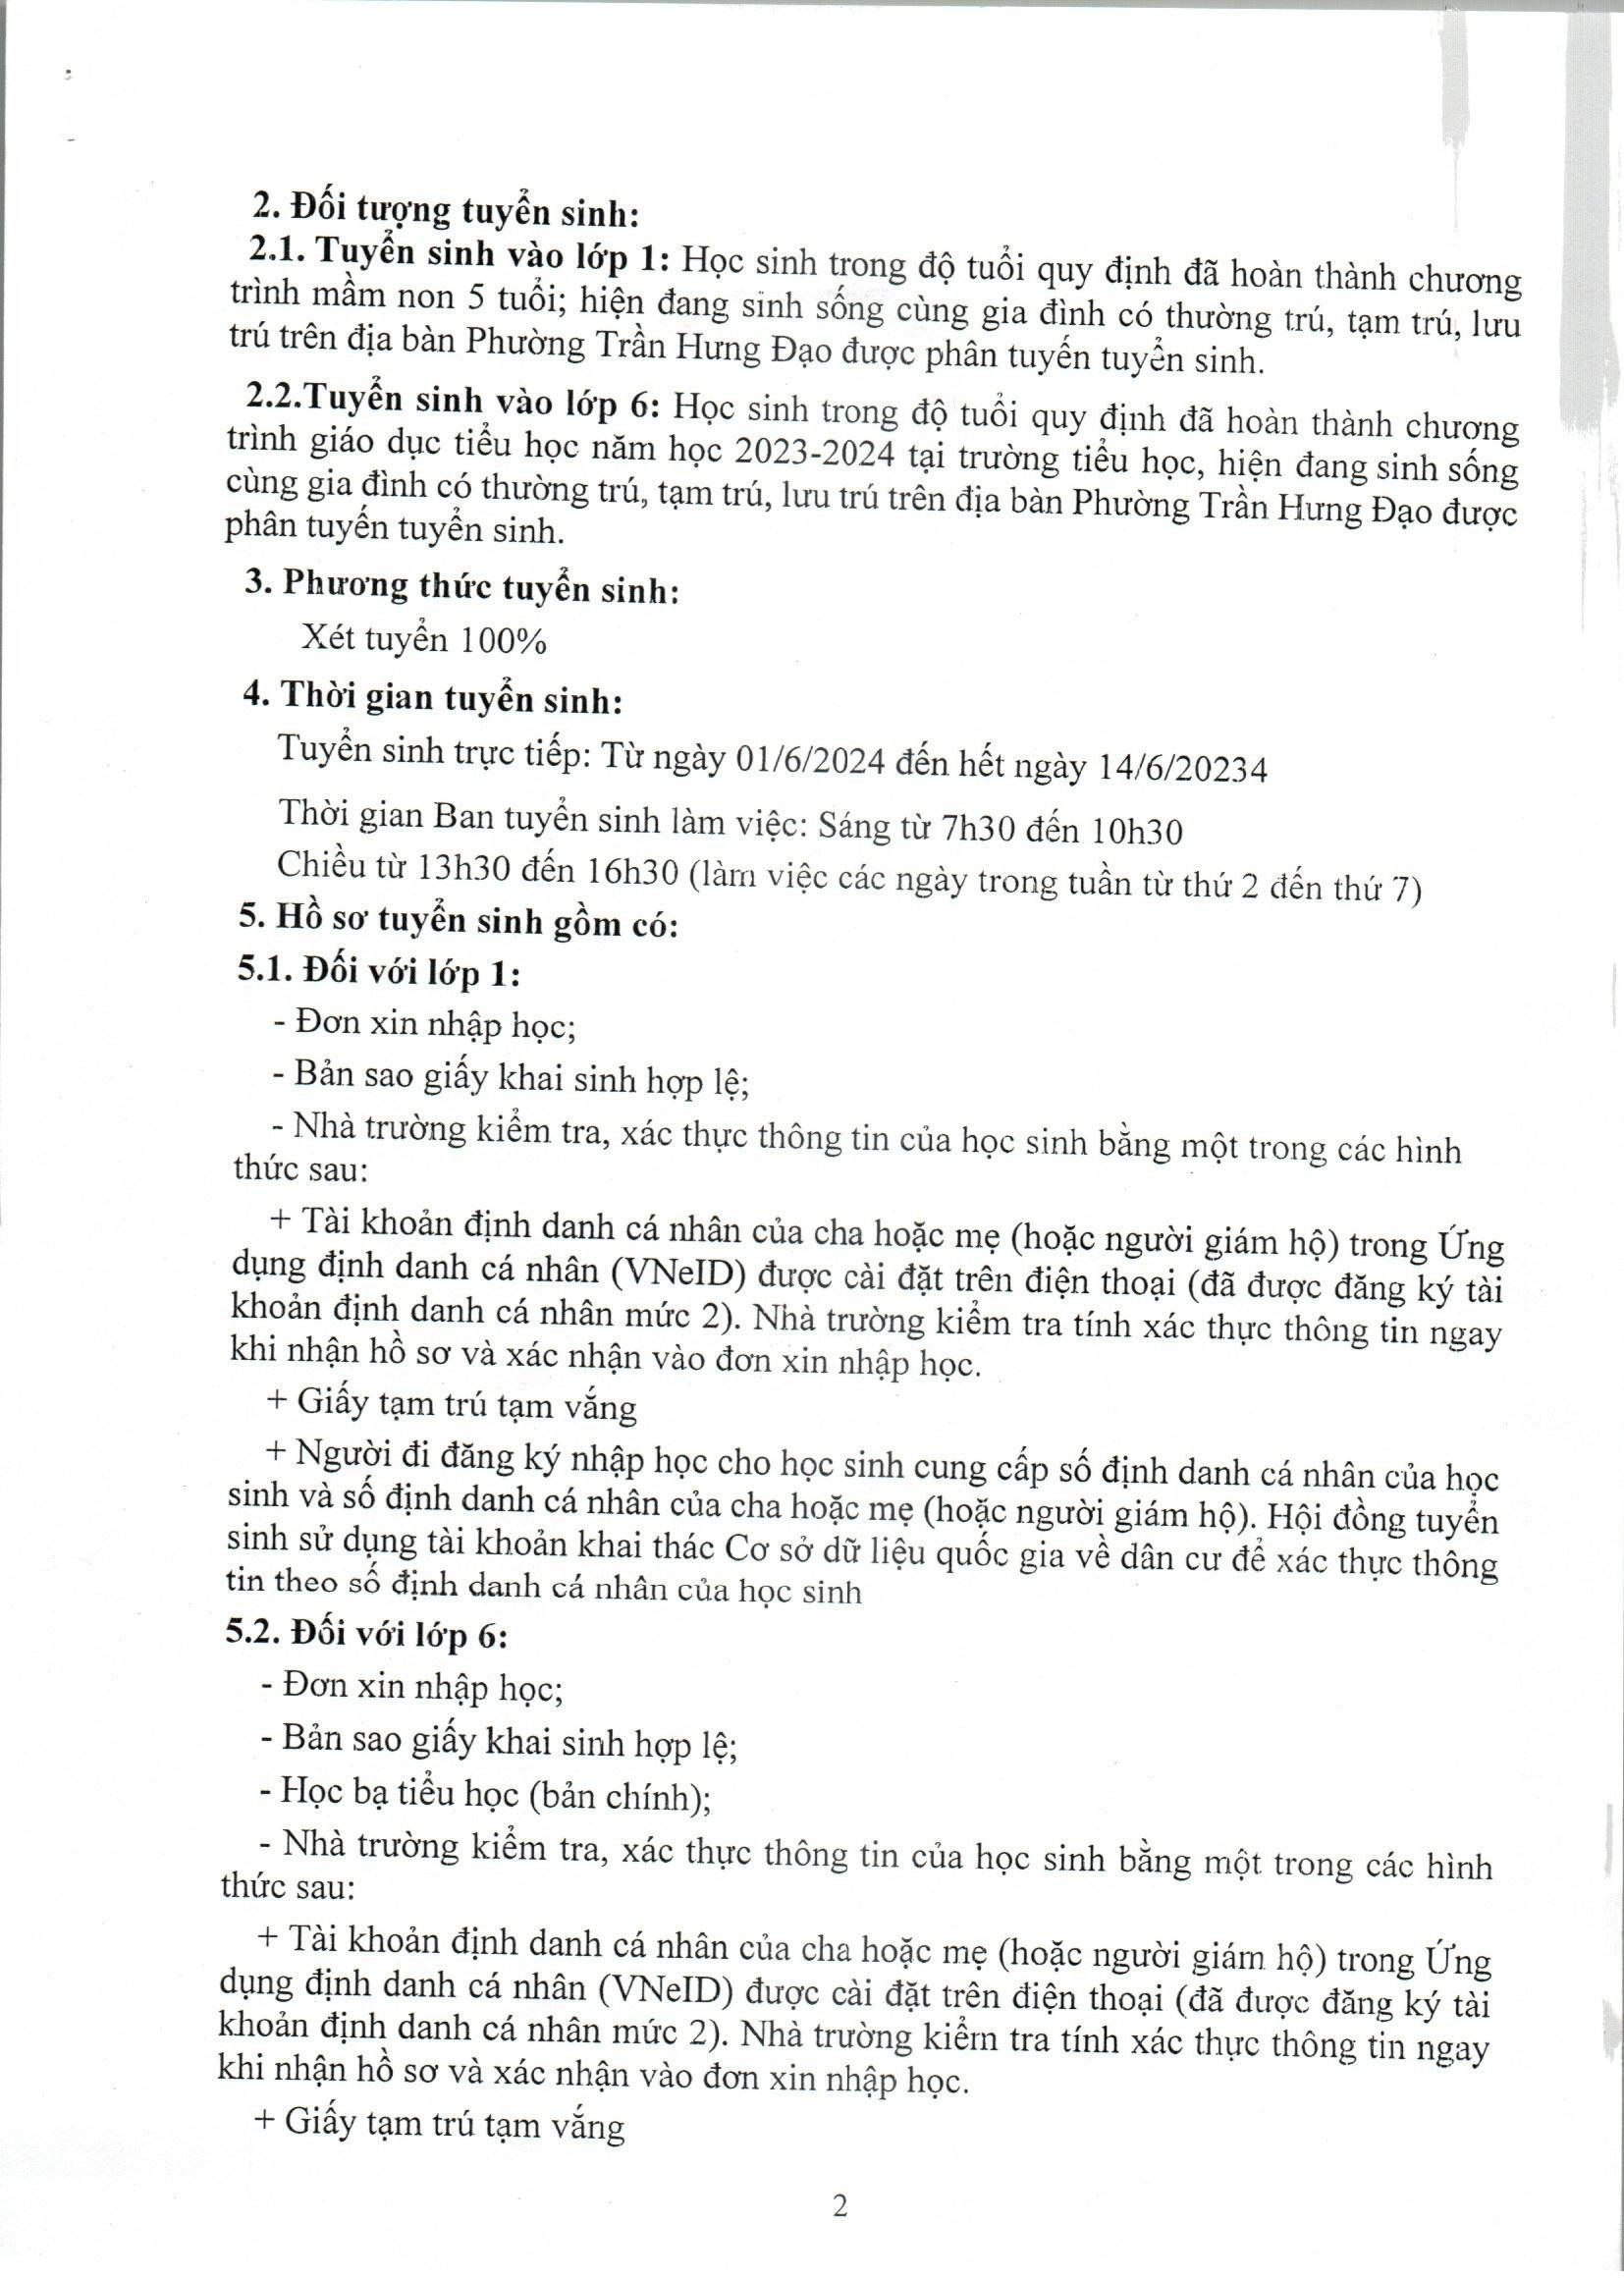 2. Đối tượng tuyển sinh:
2.1. Tuyển sinh vào lớp 1: Học sinh trong độ tuổi quy định đã hoàn thành chương
trình mầm non 5 tuổi; hiện đang sinh sống cùng gia đình có thường trú, tạm trú, lưu
trú trên địa bàn Phường Trần Hưng Đạo được phân tuyến tuyển sinh.
2.2.Tuyển sinh vào lớp 6: Học sinh trong độ tuổi quy định đã hoàn thành chương
trình giáo dục tiểu học năm học 2023-2024 tại trường tiểu học, hiện đang sinh sống
cùng gia đình có thường trú, tạm trú, lưu trú trên địa bàn Phường Trần Hưng Đạo được
phân tuyến tuyển sinh.
3. Phương thức tuyển sinh:
Xét tuyển 100%
4. Thời gian tuyển sinh:
Tuyển sinh trực tiếp: Từ ngày 01/6/2024 đến hết ngày 14/6/20234
Thời gian Ban tuyển sinh làm việc: Sáng từ 7h30 đến 10h30
Chiều từ 13h30 đến 16h30 (làm việc các ngày trong tuần từ thứ 2 đến thứ 7)
5. Hồ sơ tuyển sinh gồm có:
5.1. Đối với lớp 1:
- Đơn xin nhập học;
- Bản sao giấy khai sinh hợp lệ;
- Nhà trường kiểm tra, xác thực thông tin của học sinh bằng một trong các hình
thức sau:
+ Tài khoản định danh cá nhân của cha hoặc mẹ (hoặc người giám hộ) trong Ứng
dụng định danh cá nhân (VNeID) được cài đặt trên điện thoại (đã được đăng ký tài
khoản định danh cá nhân mức 2). Nhà trường kiểm tra tính xác thực thông tin ngay
khi nhận hồ sơ và xác nhận vào đơn xin nhập học.
+ Giấy tạm trú tạm vắng
+ Người đi đăng ký nhập học cho học sinh cung cấp số định danh cá nhân của học
sinh và số định danh cá nhân của cha hoặc mẹ (hoặc người giám hộ). Hội đồng tuyển
sinh sử dụng tài khoản khai thác Cơ sở dữ liệu quốc gia về dân cư để xác thực thông
tin theo số định danh cá nhân của học sinh
5.2. Đối với lớp 6:
- Đơn xin nhập học;
- Bản sao giấy khai sinh hợp lệ;
- Học bạ tiểu học (bản chính);
- Nhà trường kiểm tra, xác thực thông tin của học sinh bằng một trong các hình
thức sau:
+ Tài khoản định danh cá nhân của cha hoặc mẹ (hoặc người giám hộ) trong Ứng
dụng định danh cá nhân (VNeID) được cài đặt trên điện thoại (đã được đăng ký tài
khoản định danh cá nhân mức 2). Nhà trường kiểm tra tính xác thực thông tin ngay
khi nhận hồ sơ và xác nhận vào đơn xin nhập học.
+ Giấy tạm trú tạm vắng
2